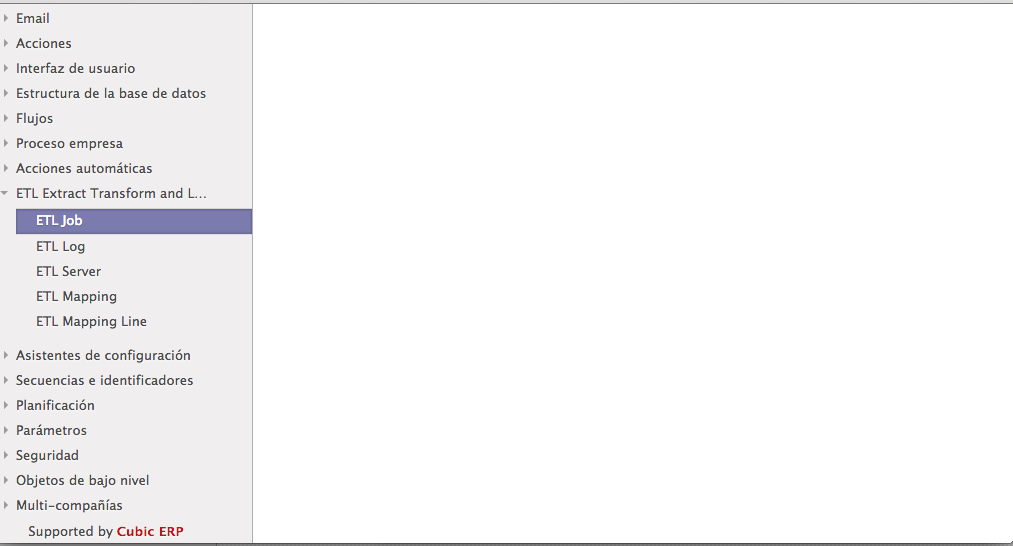 Email
Acciones
Interfaz de usuario
Estructura de la base de datos
Flujos
Proceso empresa
Acciones automáticas
ETL Extract Transform and L...
ETL Job
ETL Log
ETL Server
ETL Mapping
ETL Mapping Line
Asistentes de configuración
Secuencias e identificadores
Planificación
Parámetros
Seguridad
Objetos de bajo nivel
Multi-compañías
Supported by Cubic ERP